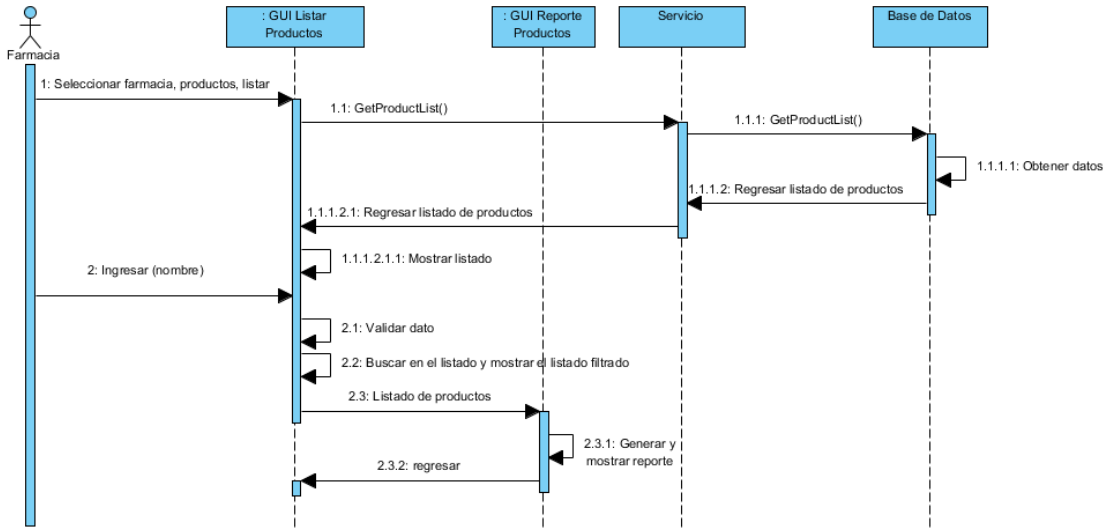 : GUI Listar
Productos
: GUI Reporte
Productos
Servicio
Base de Datos
Farmacia
1: Seleccionar farmacia, productos, listar
1.1: GetProductList()
1.1.1: GetProductList()
1.1.1.1: Obtener datos
1.1.1.2: Regresar listado de productos
1.1.1.2.1: Regresar listado de productos
1.1.1.2.1.1: Mostrar listado
2: Ingresar (nombre)
2.1: Validar dato
2.2: Buscar en el listado y mostrar el listado filtrado
2.3: Listado de productos
2.3.1: Generar y
mostrar reporte
2.3.2: regresar